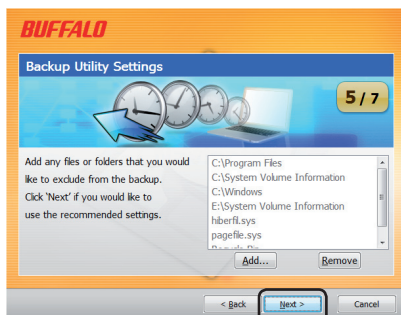 BUFFALO
Backup Utility Settings
5/7
Add any files or folders that you would
like to exclude from the backup.
Click 'Next' if you would like to
use the recommended settings.
C:\Program Files
C:\System Volume Information
C:\Windows
E:\System Volume Information
hiberfil.sys
pagefile.sys
Add...
Remove
< Back
Next >
Cancel